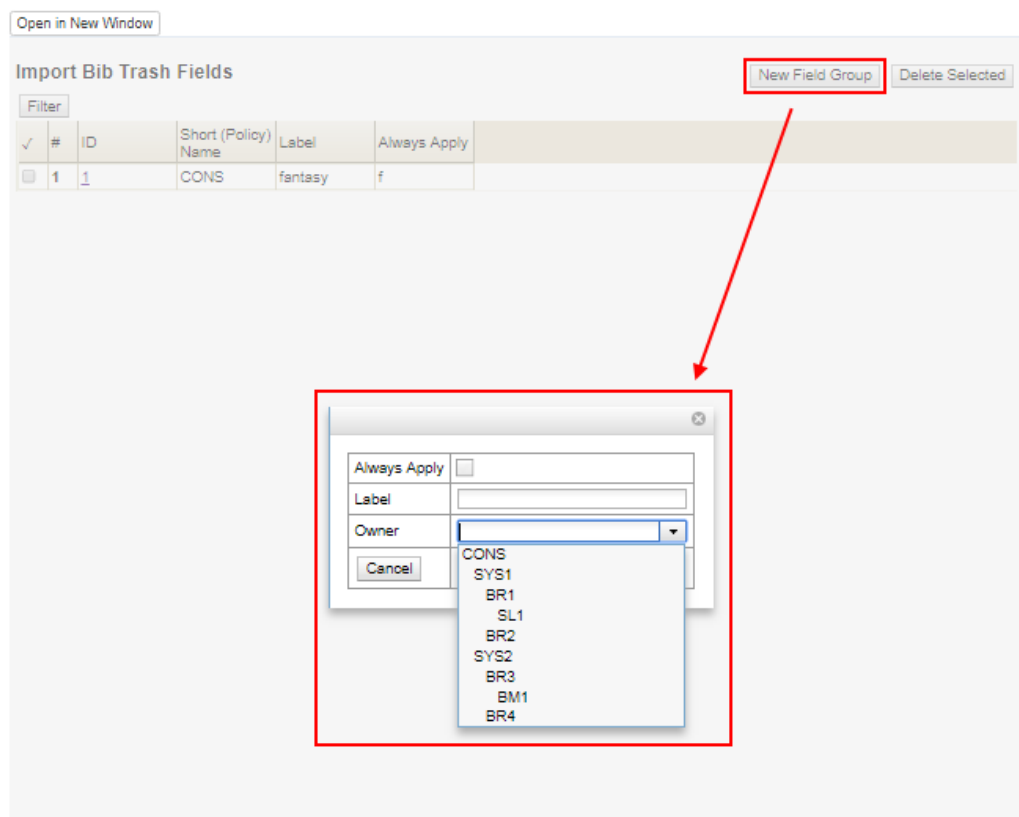 Open in New Window
Import Bib Trash Fields
New Field Group
Delete Selected
Filter
✓ # ID Short (Policy) Name Label Always Apply
1 1 CONS fantasy f
Always Apply
Label
Owner
Cancel
CONS
SYS1
BR1
SL1
BR2
SYS2
BR3
BM1
BR4